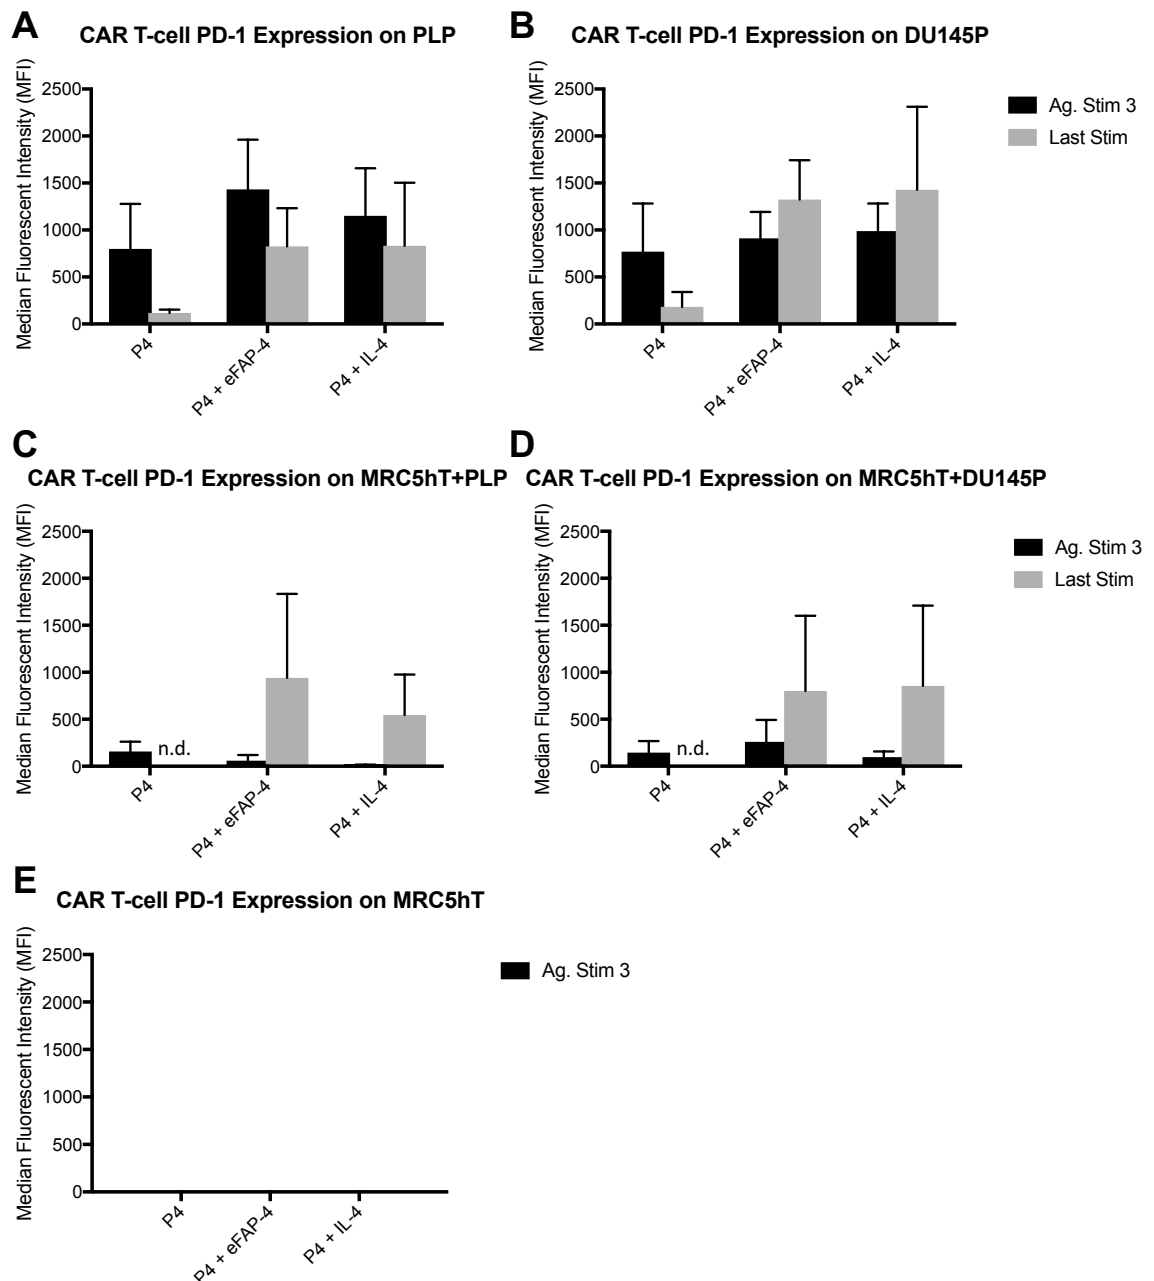 A
CAR T-cell PD-1 Expression on PLP
Median Fluorescent Intensity (MFI)
2500
2000
1500
1000
500
0
P4
P4 + eFAP-4
P4 + IL-4
B
CAR T-cell PD-1 Expression on DU145P
Median Fluorescent Intensity (MFI)
2500
2000
1500
1000
500
0
P4
P4 + eFAP-4
P4 + IL-4
Ag. Stim 3
Last Stim
C
CAR T-cell PD-1 Expression on MRC5hT+PLP
Median Fluorescent Intensity (MFI)
2500
2000
1500
1000
500
0
n.d.
P4
P4 + eFAP-4
P4 + IL-4
D
CAR T-cell PD-1 Expression on MRC5hT+DU145P
Median Fluorescent Intensity (MFI)
2500
2000
1500
1000
500
0
n.d.
P4
P4 + eFAP-4
P4 + IL-4
Ag. Stim 3
Last Stim
E
CAR T-cell PD-1 Expression on MRC5hT
Median Fluorescent Intensity (MFI)
2500
2000
1500
1000
500
0
P4
P4 + eFAP-4
P4 + IL-4
Ag. Stim 3